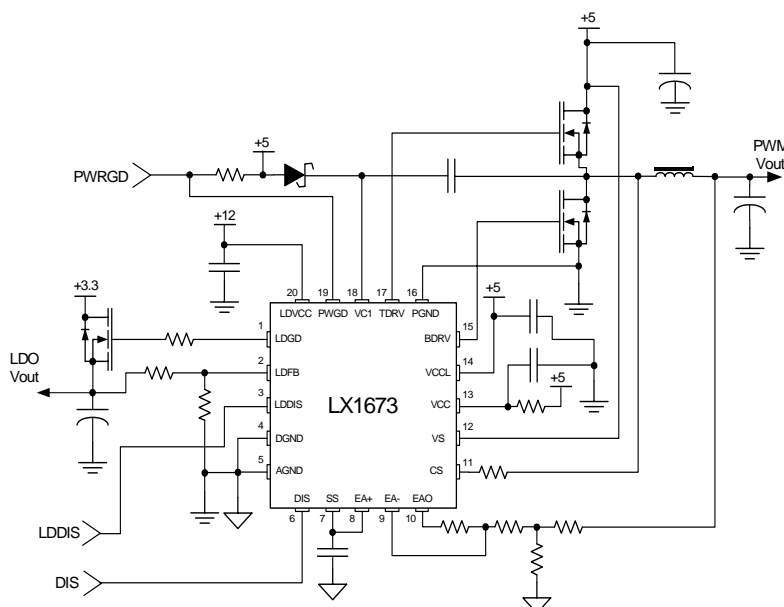 +5
PWM
Vout
+5
PWRGD
+12
20 19 18 17 16
LDVCC PWGD VC1 TDRV PGND
+3.3
+5
1 LDGD
BDRV 15
2 LDFB
VCCL 14
LDO
Vout
3 LDDIS
LX1673
VCC 13
+5
4 DGND
VS 12
5 AGND
CS 11
DIS SS EA+ EA- EAO
6 7 8 9 10
LDDIS
DIS